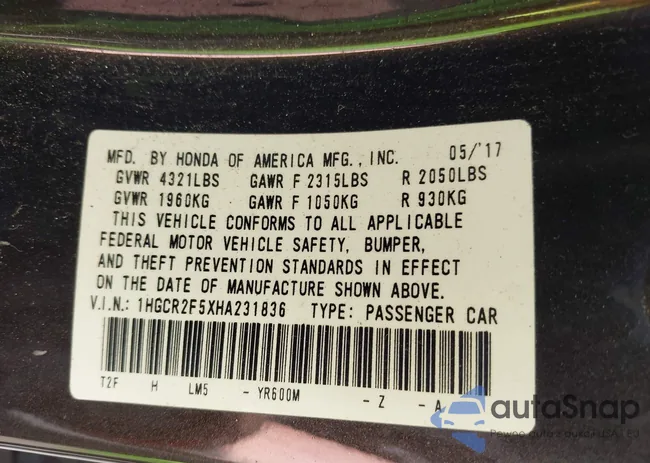 MFD. BY HONDA OF AMERICA MFG., INC. 05/'17
GVWR 4321LBS GAWR F 2315LBS R 2050LBS
GVWR 1960KG GAWR F 1050KG R 930KG
THIS VEHICLE CONFORMS TO ALL APPLICABLE
FEDERAL MOTOR VEHICLE SAFETY, BUMPER,
AND THEFT PREVENTION STANDARDS IN EFFECT
ON THE DATE OF MANUFACTURE SHOWN ABOVE.
V.I.N.: 1HGCR2F5XHA231836 TYPE: PASSENGER CAR
T2F H LM5 - YR600M - Z - A
autoSnap